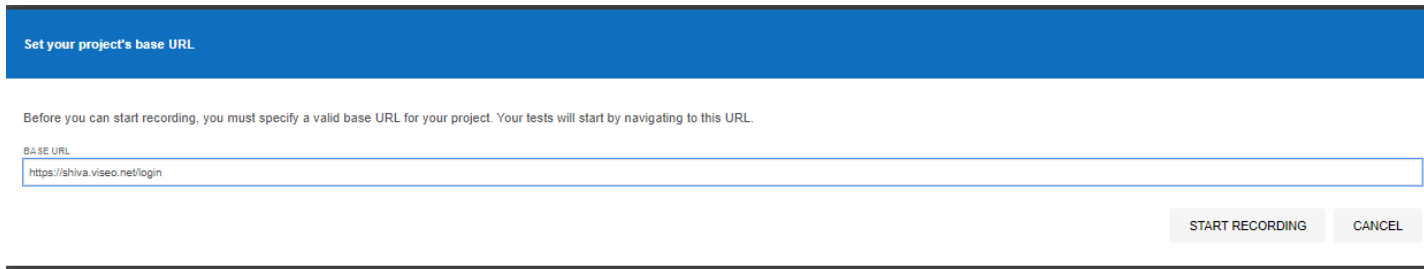 Set your project's base URL
Before you can start recording, you must specify a valid base URL for your project. Your tests will start by navigating to this URL.
BASE URL
https://shiva.viseo.net/login
START RECORDING CANCEL